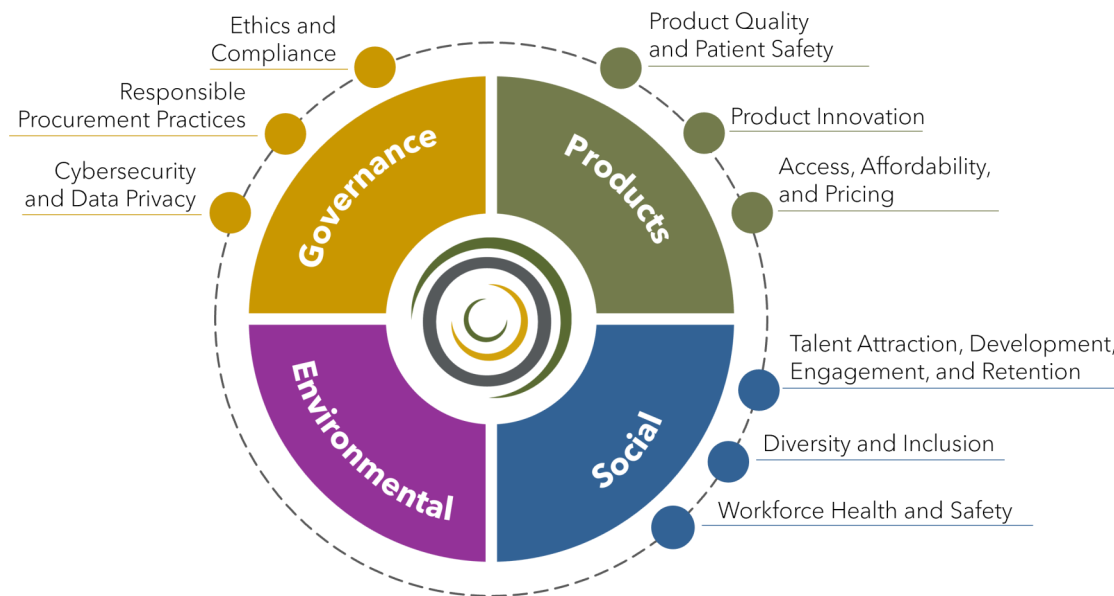 Ethics and
Compliance
Responsible
Procurement Practices
Cybersecurity
and Data Privacy
Product Quality
and Patient Safety
Product Innovation
Access, Affordability,
and Pricing
Governance
Products
Environmental
Social
Talent Attraction, Development,
Engagement, and Retention
Diversity and Inclusion
Workforce Health and Safety